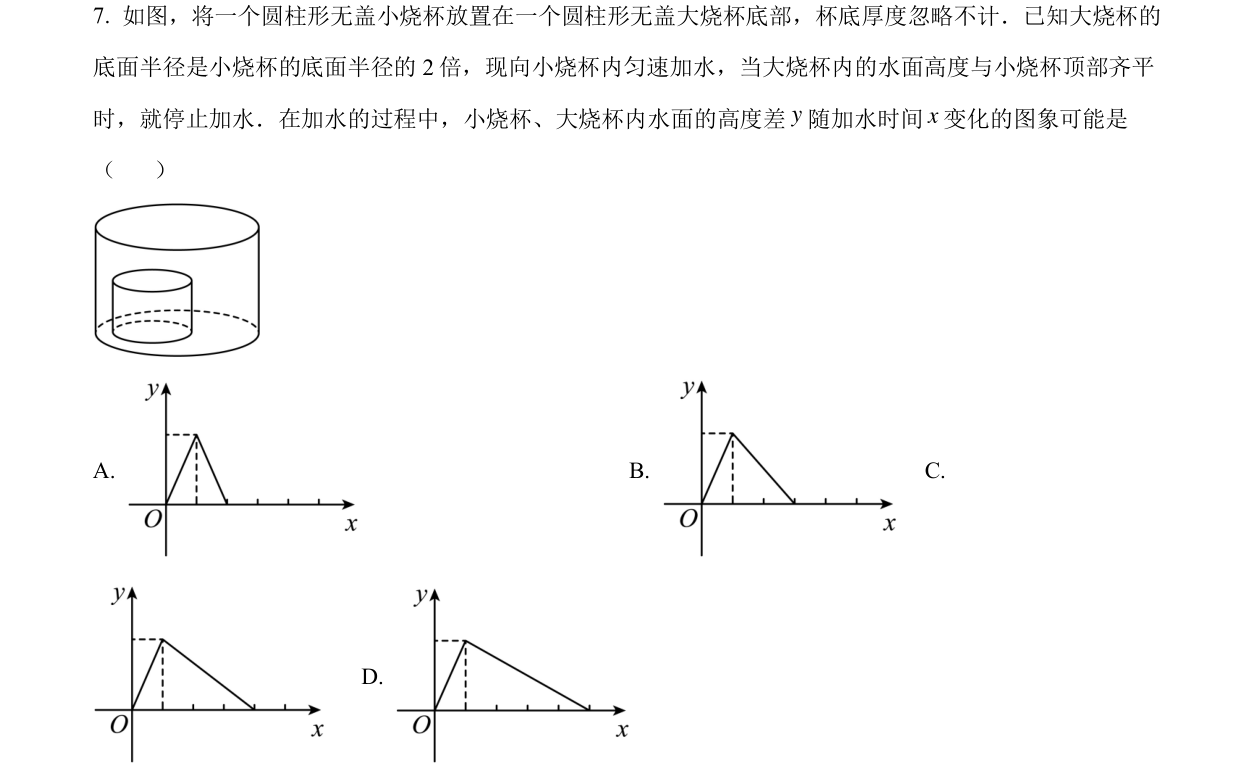 7. 如图，将一个圆柱形无盖小烧杯放置在一个圆柱形无盖大烧杯底部，杯底厚度忽略不计．已知大烧杯的
底面半径是小烧杯的底面半径的 2 倍，现向小烧杯内匀速加水，当大烧杯内的水面高度与小烧杯顶部齐平
时，就停止加水．在加水的过程中，小烧杯、大烧杯内水面的高度差 y 随加水时间 x 变化的图象可能是
（ ）
A.
y
O
x
B.
y
O
x
C.
y
O
x
D.
y
O
x